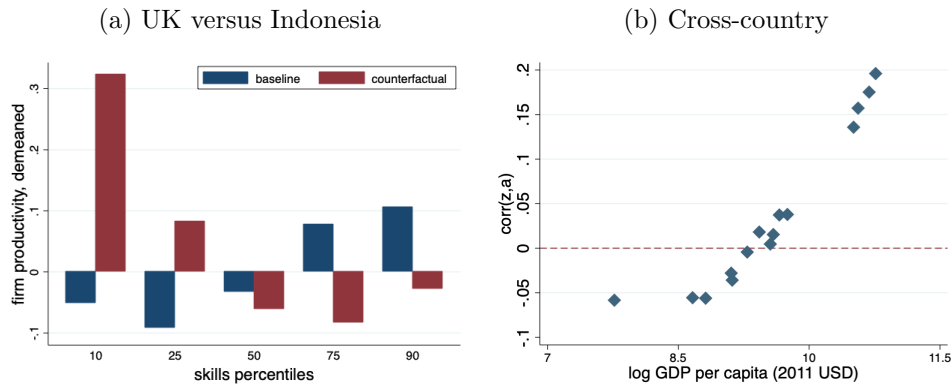 (a) UK versus Indonesia
baseline
counterfactual
firm productivity, demeaned
.3
.2
.1
0
-.1
10 25 50 75 90
skills percentiles
(b) Cross-country
corr(z,a)
.2
.15
.1
.05
0
-.05
-.1
7 8.5 10 11.5
log GDP per capita (2011 USD)